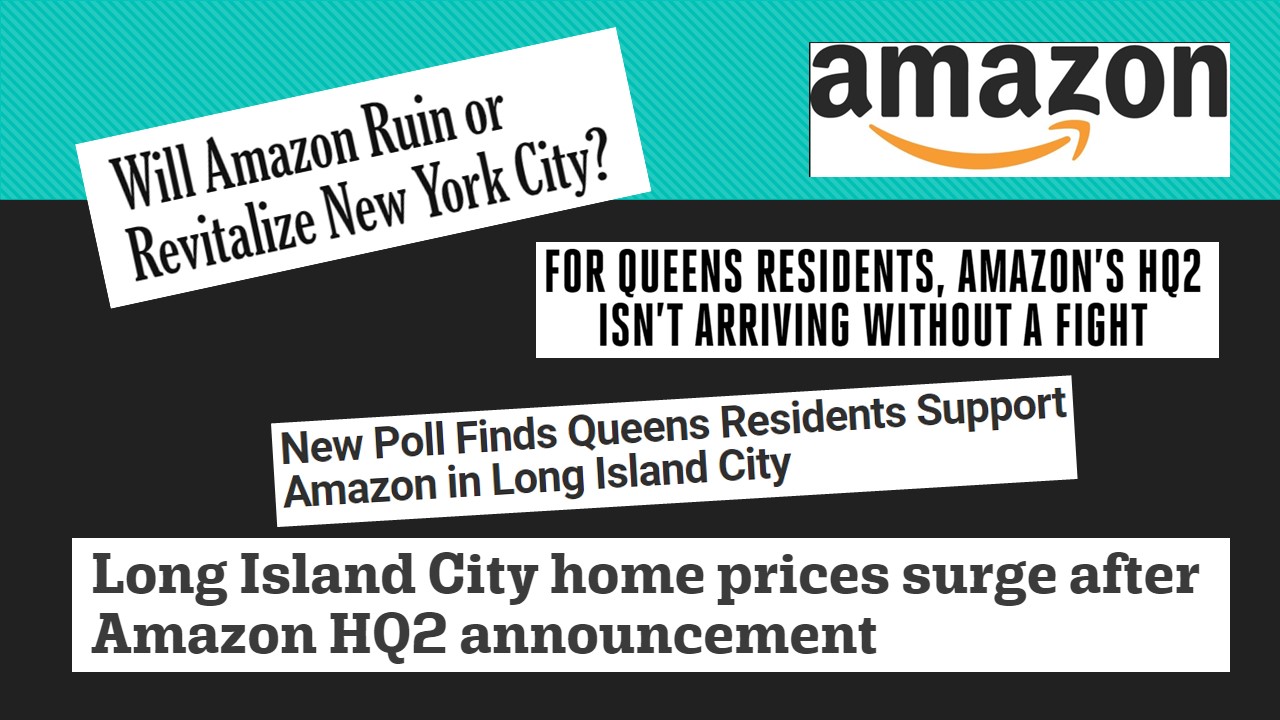 Will Amazon Ruin or
Revitalize New York City?
amazon
FOR QUEENS RESIDENTS, AMAZON'S HQ2
ISN'T ARRIVING WITHOUT A FIGHT
New Poll Finds Queens Residents Support
Amazon in Long Island City
Long Island City home prices surge after
Amazon HQ2 announcement